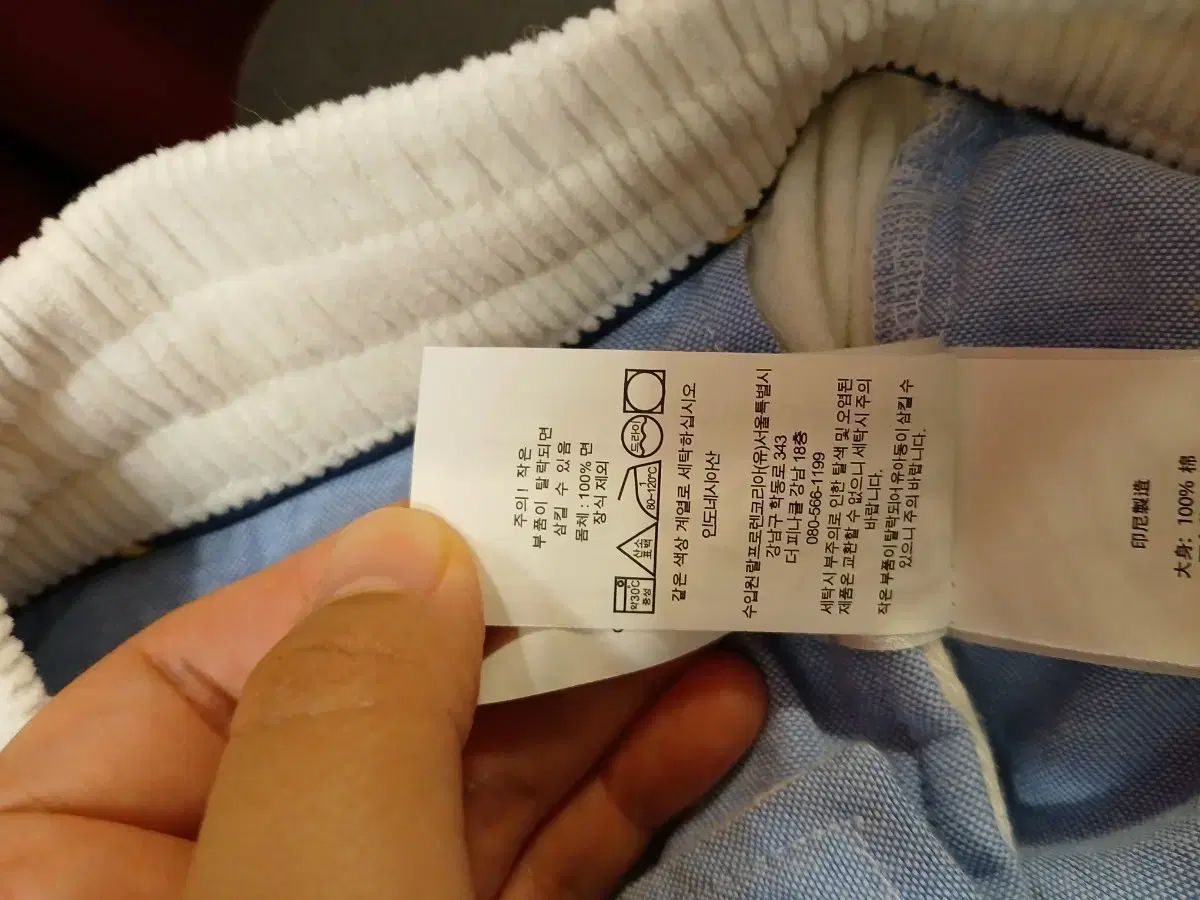 주의! 작은
부품이 탈락되면
삼킬 수 있음
몸체 : 100% 면
장식 제외
약30℃
중성
산소
표백
80~120℃
드라이
같은 색상 계열로 세탁하십시오
인도네시아산
수입원 랄프로렌코리아(유)서울특별시
강남구 학동로 343
더 피나클 강남 18층
080-566-1199
세탁시 부주의로 인한 탈색 및 오염된
제품은 교환할 수 없으니 세탁시 주의
바랍니다.
작은 부품이 탈락되어 유아동이 삼킬 수
있으니 주의 바랍니다.
印尼製造
大身: 100% 棉